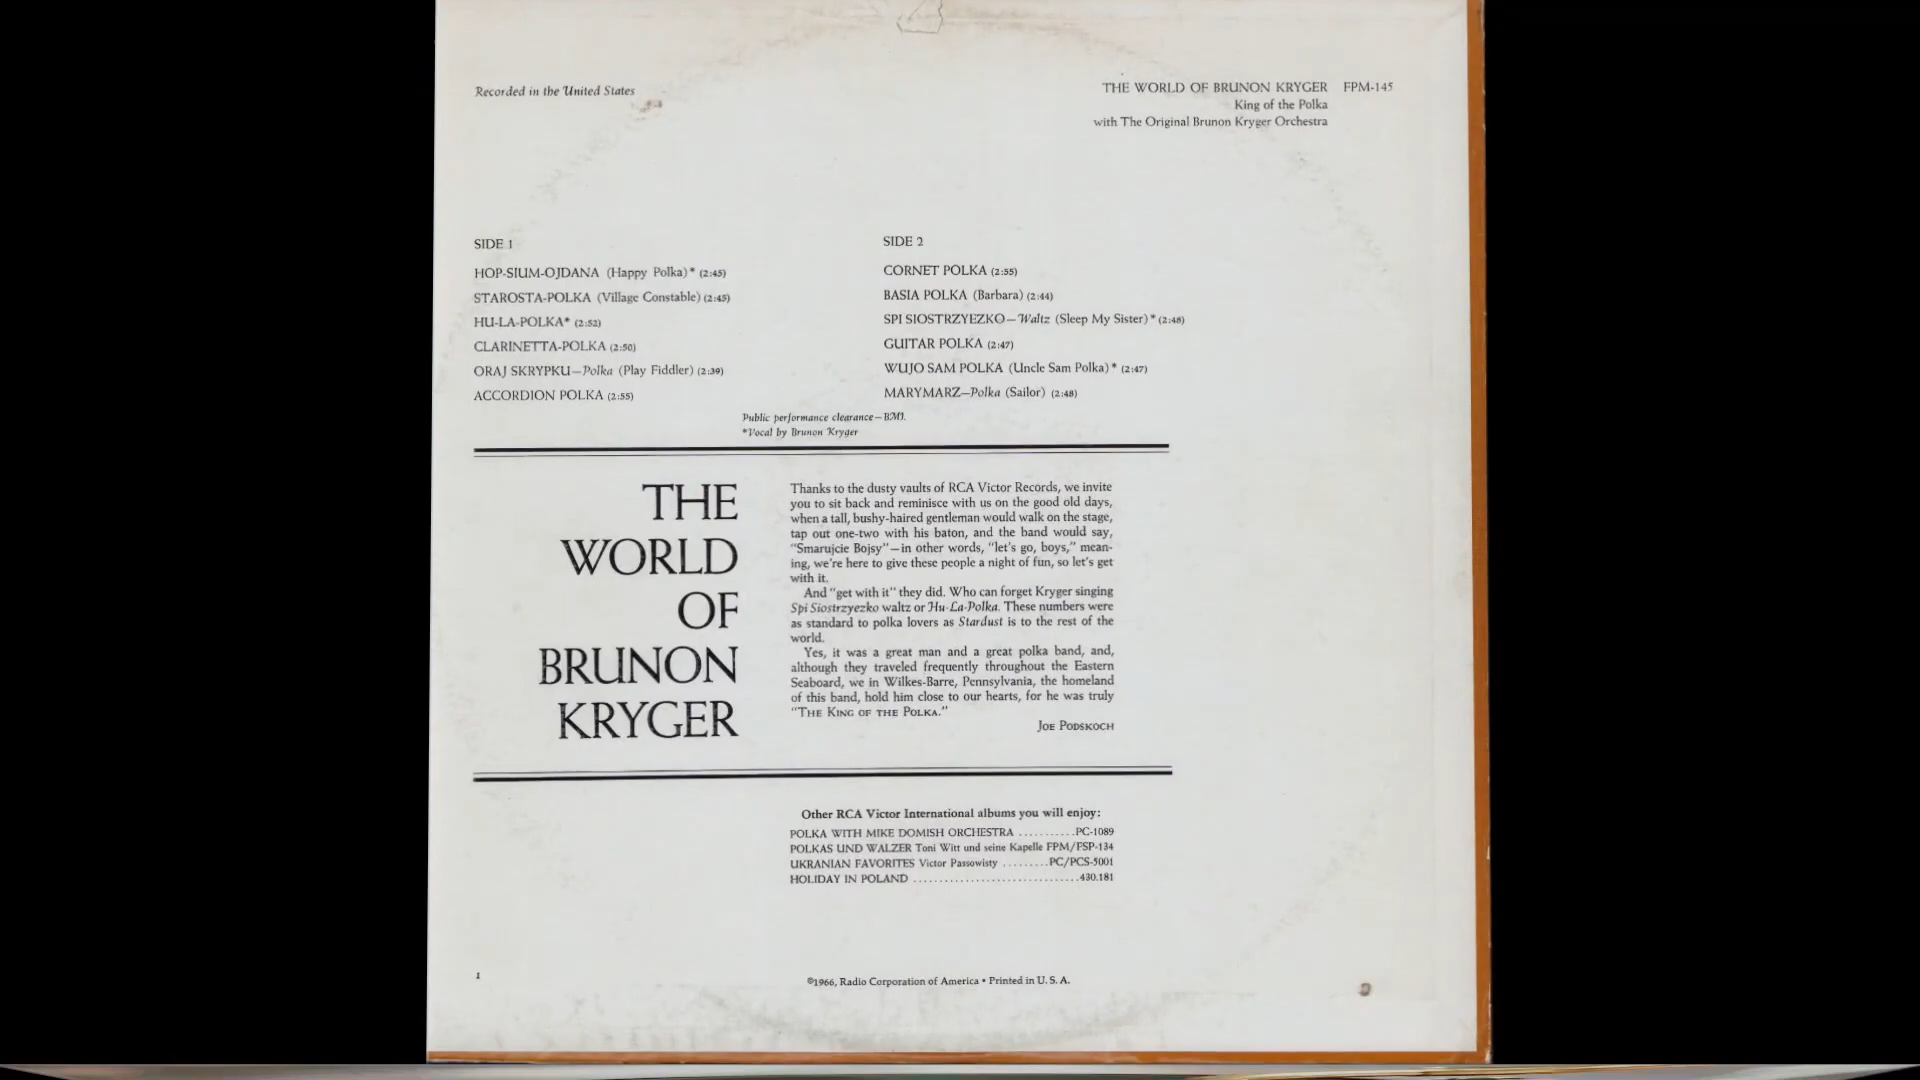 Recorded in the United States
THE WORLD OF BRUNON KRYGER FPM-145
King of the Polka
with The Original Brunon Kryger Orchestra
SIDE 1
HOP-SIUM-OJDANA (Happy Polka)* (2:45)
STAROSTA-POLKA (Village Constable) (2:45)
HU-LA-POLKA* (2:52)
CLARINETTA-POLKA (2:50)
ORAJ SKRYPKU—Polka (Play Fiddler) (2:39)
ACCORDION POLKA (2:55)
SIDE 2
CORNET POLKA (2:55)
BASIA POLKA (Barbara) (2:44)
SPI SIOSTRZYEZKO—Waltz (Sleep My Sister)* (2:48)
GUITAR POLKA (2:47)
WUJO SAM POLKA (Uncle Sam Polka)* (2:47)
MARYMARZ—Polka (Sailor) (2:48)
Public performance clearance—BMI.
*Vocal by Brunon Kryger
THE
WORLD
OF
BRUNON
KRYGER
Thanks to the dusty vaults of RCA Victor Records, we invite
you to sit back and reminisce with us on the good old days,
when a tall, bushy-haired gentleman would walk on the stage,
tap out one-two with his baton, and the band would say,
"Smarujcie Bojsy"—in other words, "let's go, boys," mean-
ing, we're here to give these people a night of fun, so let's get
with it.
And "get with it" they did. Who can forget Kryger singing
Spi Siostrzyezko waltz or Hu-La-Polka. These numbers were
as standard to polka lovers as Stardust is to the rest of the
world.
Yes, it was a great man and a great polka band, and,
although they traveled frequently throughout the Eastern
Seaboard, we in Wilkes-Barre, Pennsylvania, the homeland
of this band, hold him close to our hearts, for he was truly
"THE KING OF THE POLKA."
JOE PODSKOCH
Other RCA Victor International albums you will enjoy:
POLKA WITH MIKE DOMISH ORCHESTRA ..........PC-1089
POLKAS UND WALZER Toni Witt und seine Kapelle FPM/FSP-134
UKRANIAN FAVORITES Victor Passowisty .........PC/PCS-5001
HOLIDAY IN POLAND ...............................430.181
1
©1966, Radio Corporation of America • Printed in U. S. A.